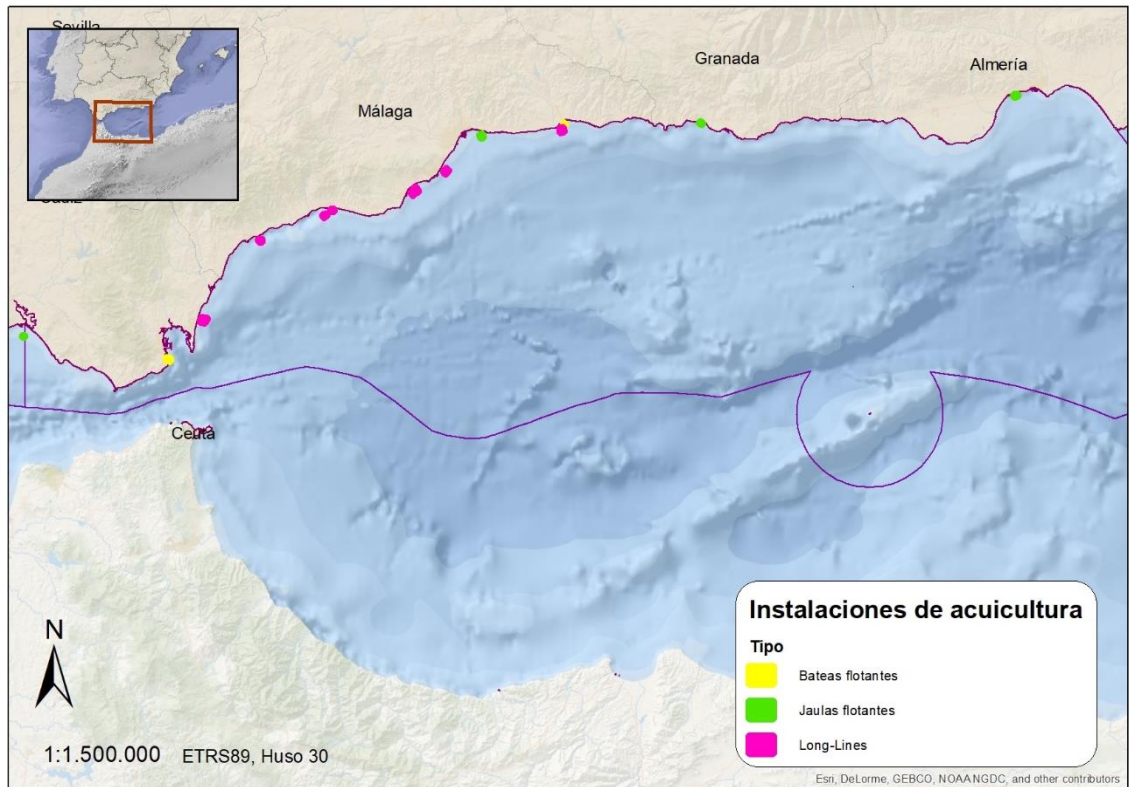 Sevilla
Granada
Almería
Málaga
Cádiz
Ceuta
N
1:1.500.000 ETRS89, Huso 30
Instalaciones de acuicultura
Tipo
Bateas flotantes
Jaulas flotantes
Long-Lines
Esri, DeLorme, GEBCO, NOAA NGDC, and other contributors